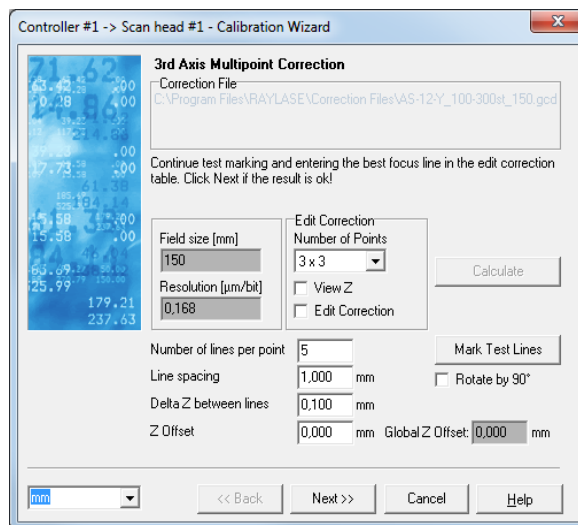 Controller #1 -> Scan head #1 - Calibration Wizard
3rd Axis Multipoint Correction
Correction File
C:\Program Files\RAYLASE\Correction Files\AS-12-Y_100-300st_150.gcd
Continue test marking and entering the best focus line in the edit correction
table. Click Next if the result is ok!
Field size [mm]
150
Resolution [µm/bit]
0,168
Edit Correction
Number of Points
3 x 3
View Z
Edit Correction
Calculate
Number of lines per point 5
Mark Test Lines
Line spacing 1,000 mm
Rotate by 90°
Delta Z between lines 0,100 mm
Z Offset 0,000 mm Global Z Offset: 0,000 mm
mm
<< Back Next >> Cancel Help
179.21
237.63